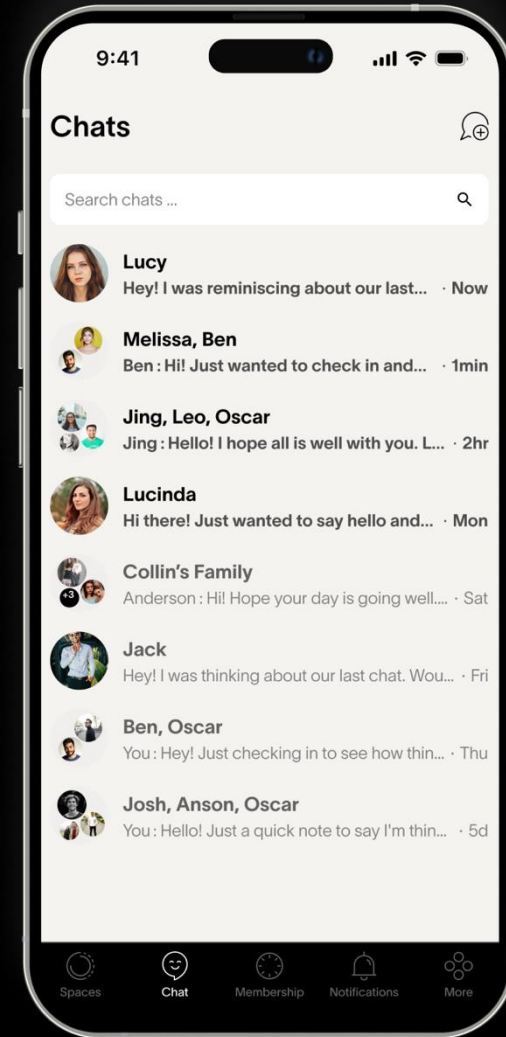 9:41
Chats
Search chats ...
Lucy
Hey! I was reminiscing about our last... · Now
Melissa, Ben
Ben : Hi! Just wanted to check in and... · 1min
Jing, Leo, Oscar
Jing : Hello! I hope all is well with you. L... · 2hr
Lucinda
Hi there! Just wanted to say hello and... · Mon
Collin's Family
+3
Anderson : Hi! Hope your day is going well.... · Sat
Jack
Hey! I was thinking about our last chat. Wou... · Fri
Ben, Oscar
You : Hey! Just checking in to see how thin... · Thu
Josh, Anson, Oscar
You : Hello! Just a quick note to say I'm thin... · 5d
Spaces Chat Membership Notifications More